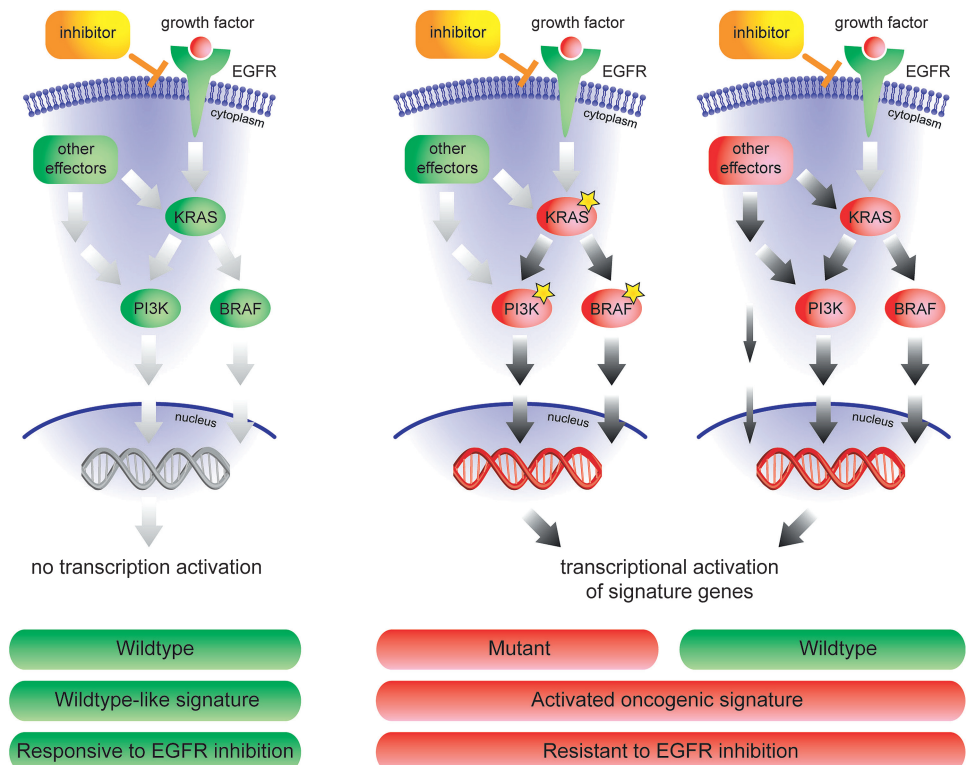 inhibitor
growth factor
EGFR
cytoplasm
other
effectors
KRAS
PI3K
BRAF
nucleus
no transcription activation
inhibitor
growth factor
EGFR
cytoplasm
other
effectors
KRAS
PI3K
BRAF
nucleus
inhibitor
growth factor
EGFR
cytoplasm
other
effectors
KRAS
PI3K
BRAF
nucleus
transcriptional activation
of signature genes
Wildtype
Mutant
Wildtype
Wildtype-like signature
Activated oncogenic signature
Responsive to EGFR inhibition
Resistant to EGFR inhibition